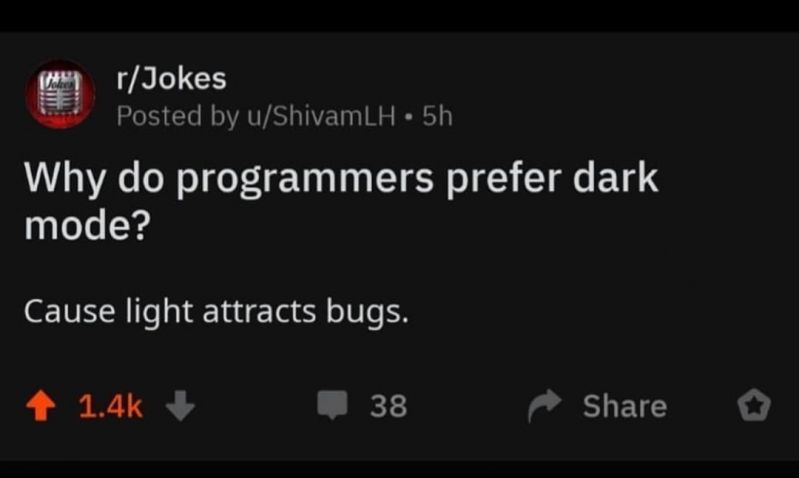 r/Jokes
Posted by u/ShivamLH • 5h
Why do programmers prefer dark
mode?
Cause light attracts bugs.
1.4k
38
Share